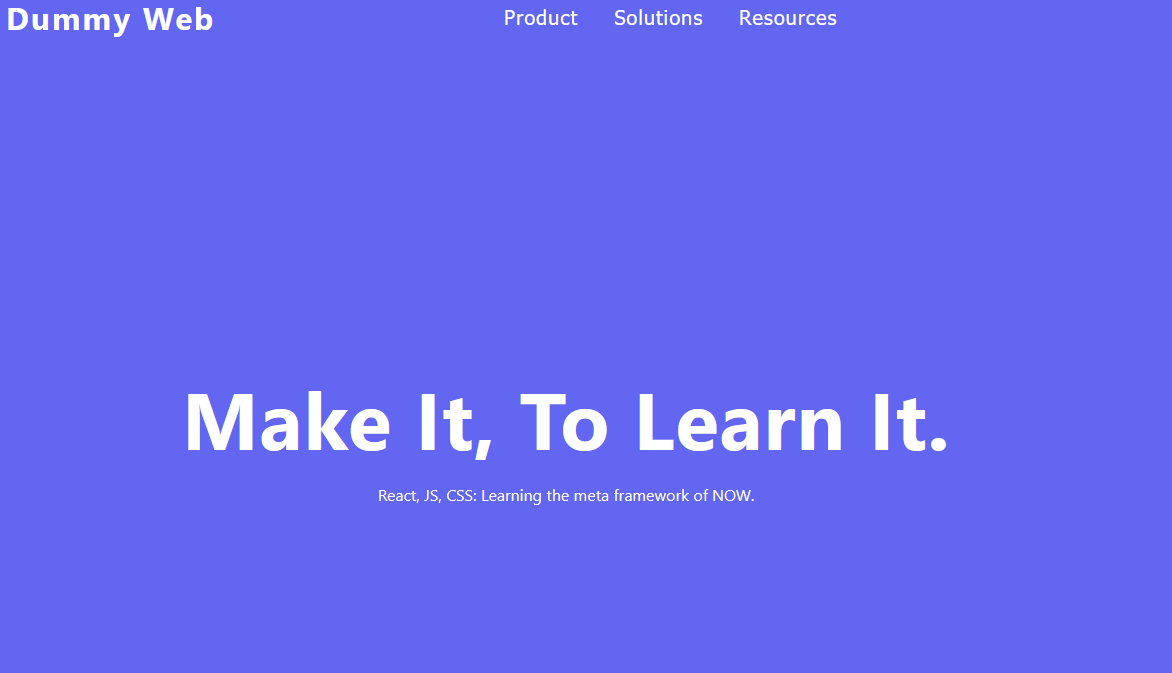 Dummy Web
Product Solutions Resources
Make It, To Learn It.
React, JS, CSS: Learning the meta framework of NOW.